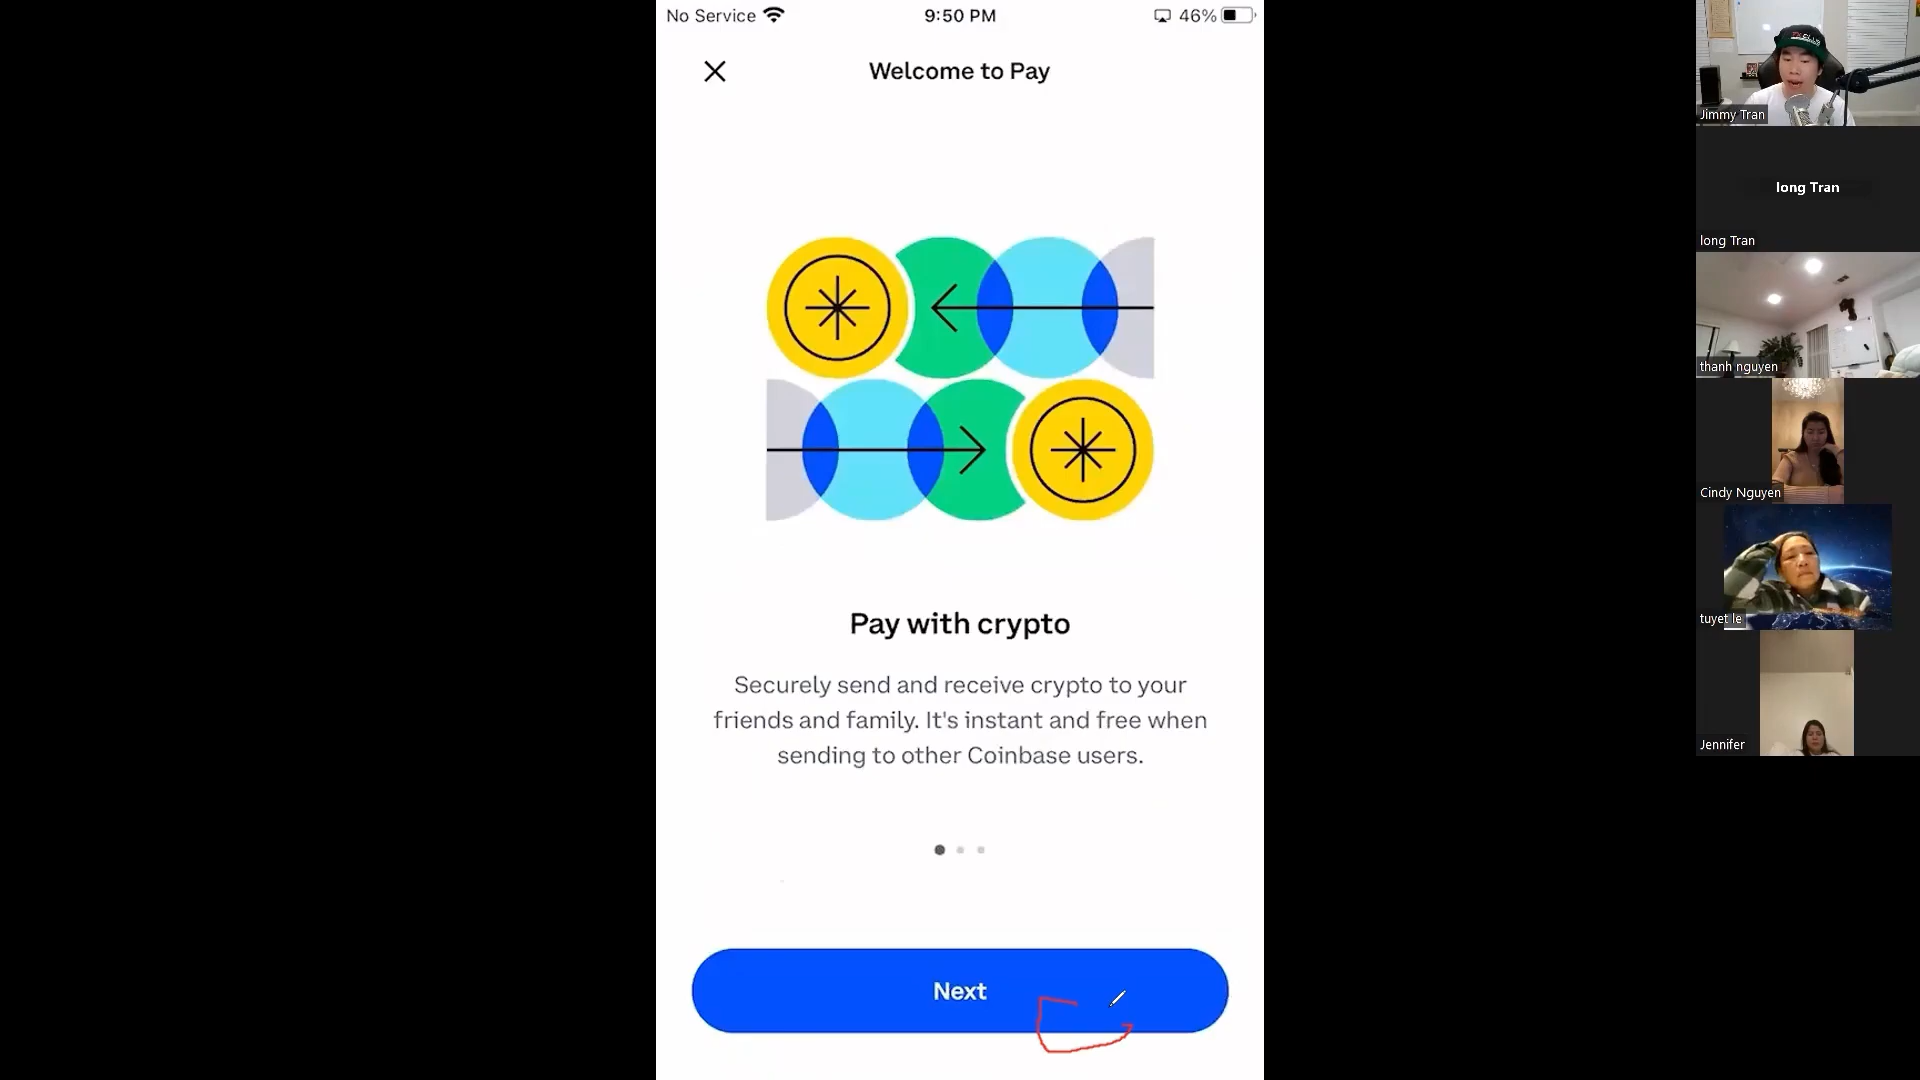 No Service
9:50 PM
46%
Welcome to Pay
Pay with crypto
Securely send and receive crypto to your
friends and family. It's instant and free when
sending to other Coinbase users.
Next
Jimmy Tran
long Tran
long Tran
thanh nguyen
Cindy Nguyen
tuyet le
Jennifer